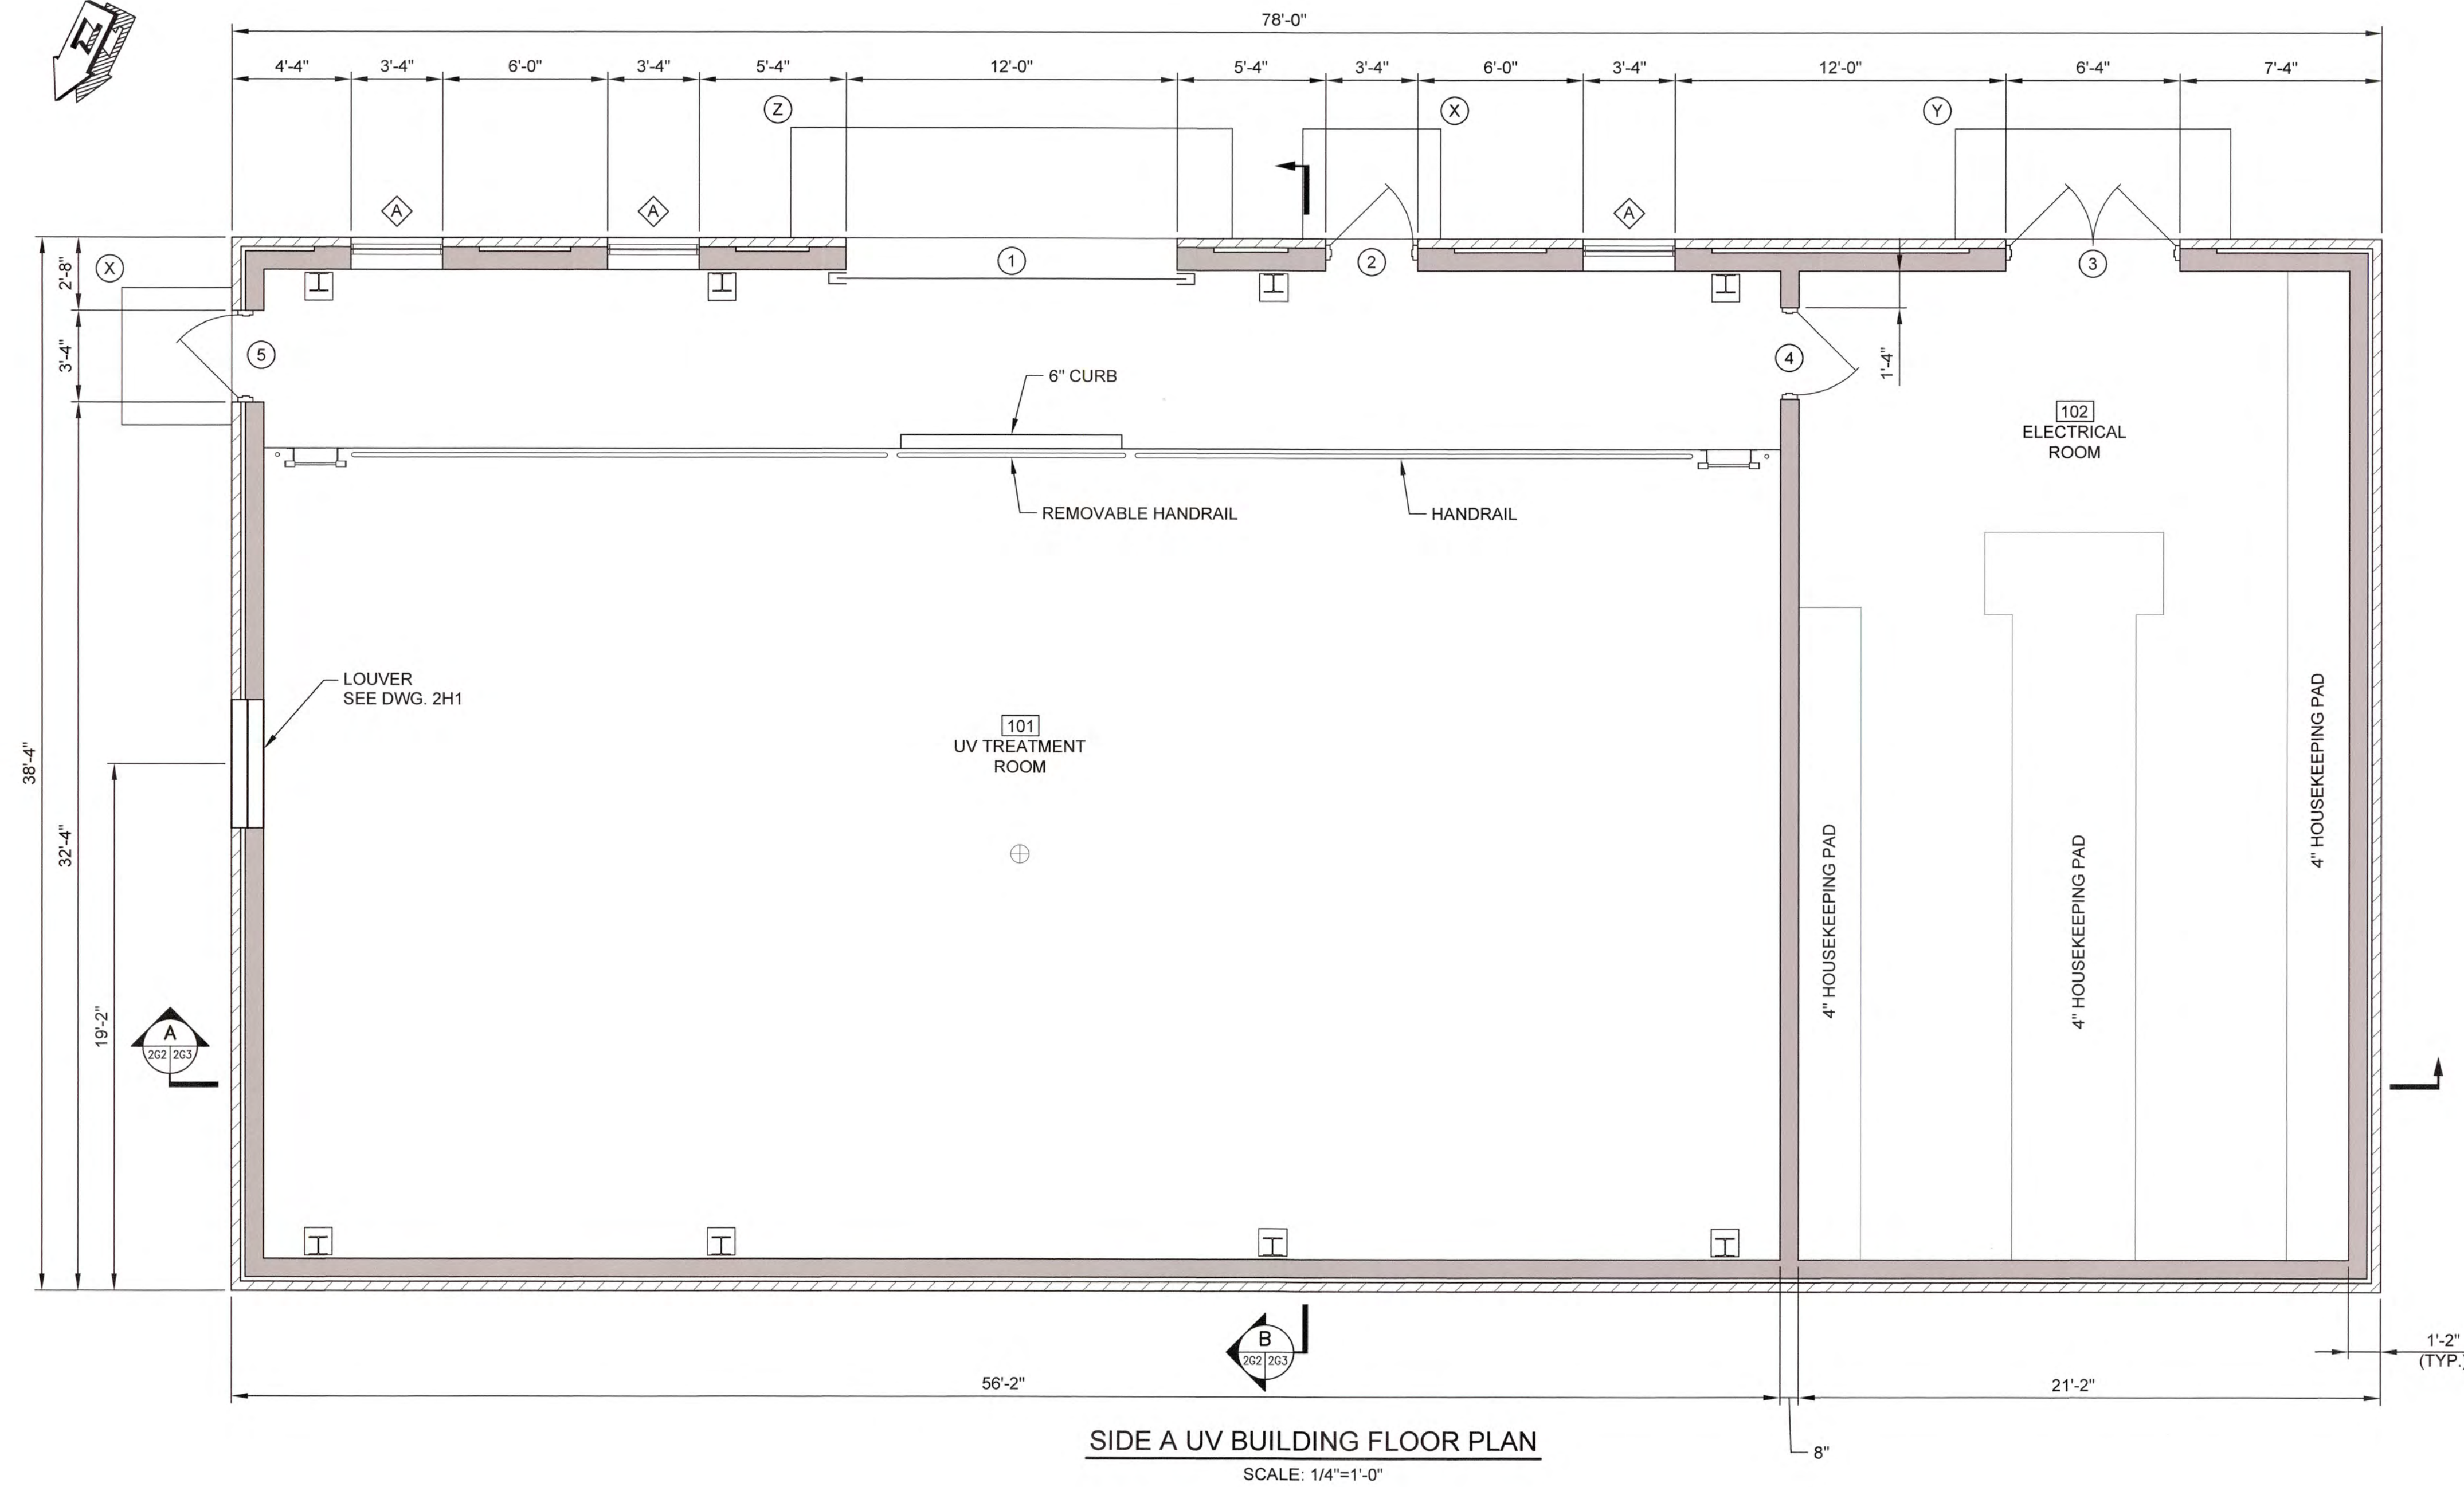 N
78'-0"
4'-4"
3'-4"
6'-0"
3'-4"
5'-4"
12'-0"
5'-4"
3'-4"
6'-0"
3'-4"
12'-0"
6'-4"
7'-4"
Z
X
Y
A
A
A
X
2'-8"
1
2
3
3'-4"
5
4
1'-4"
6" CURB
102
ELECTRICAL
ROOM
REMOVABLE HANDRAIL
HANDRAIL
LOUVER
SEE DWG. 2H1
101
UV TREATMENT
ROOM
38'-4"
32'-4"
19'-2"
4" HOUSEKEEPING PAD
4" HOUSEKEEPING PAD
4" HOUSEKEEPING PAD
A
2G2 2G3
B
2G2 2G3
1'-2"
(TYP.)
56'-2"
21'-2"
8"
SIDE A UV BUILDING FLOOR PLAN
SCALE: 1/4"=1'-0"